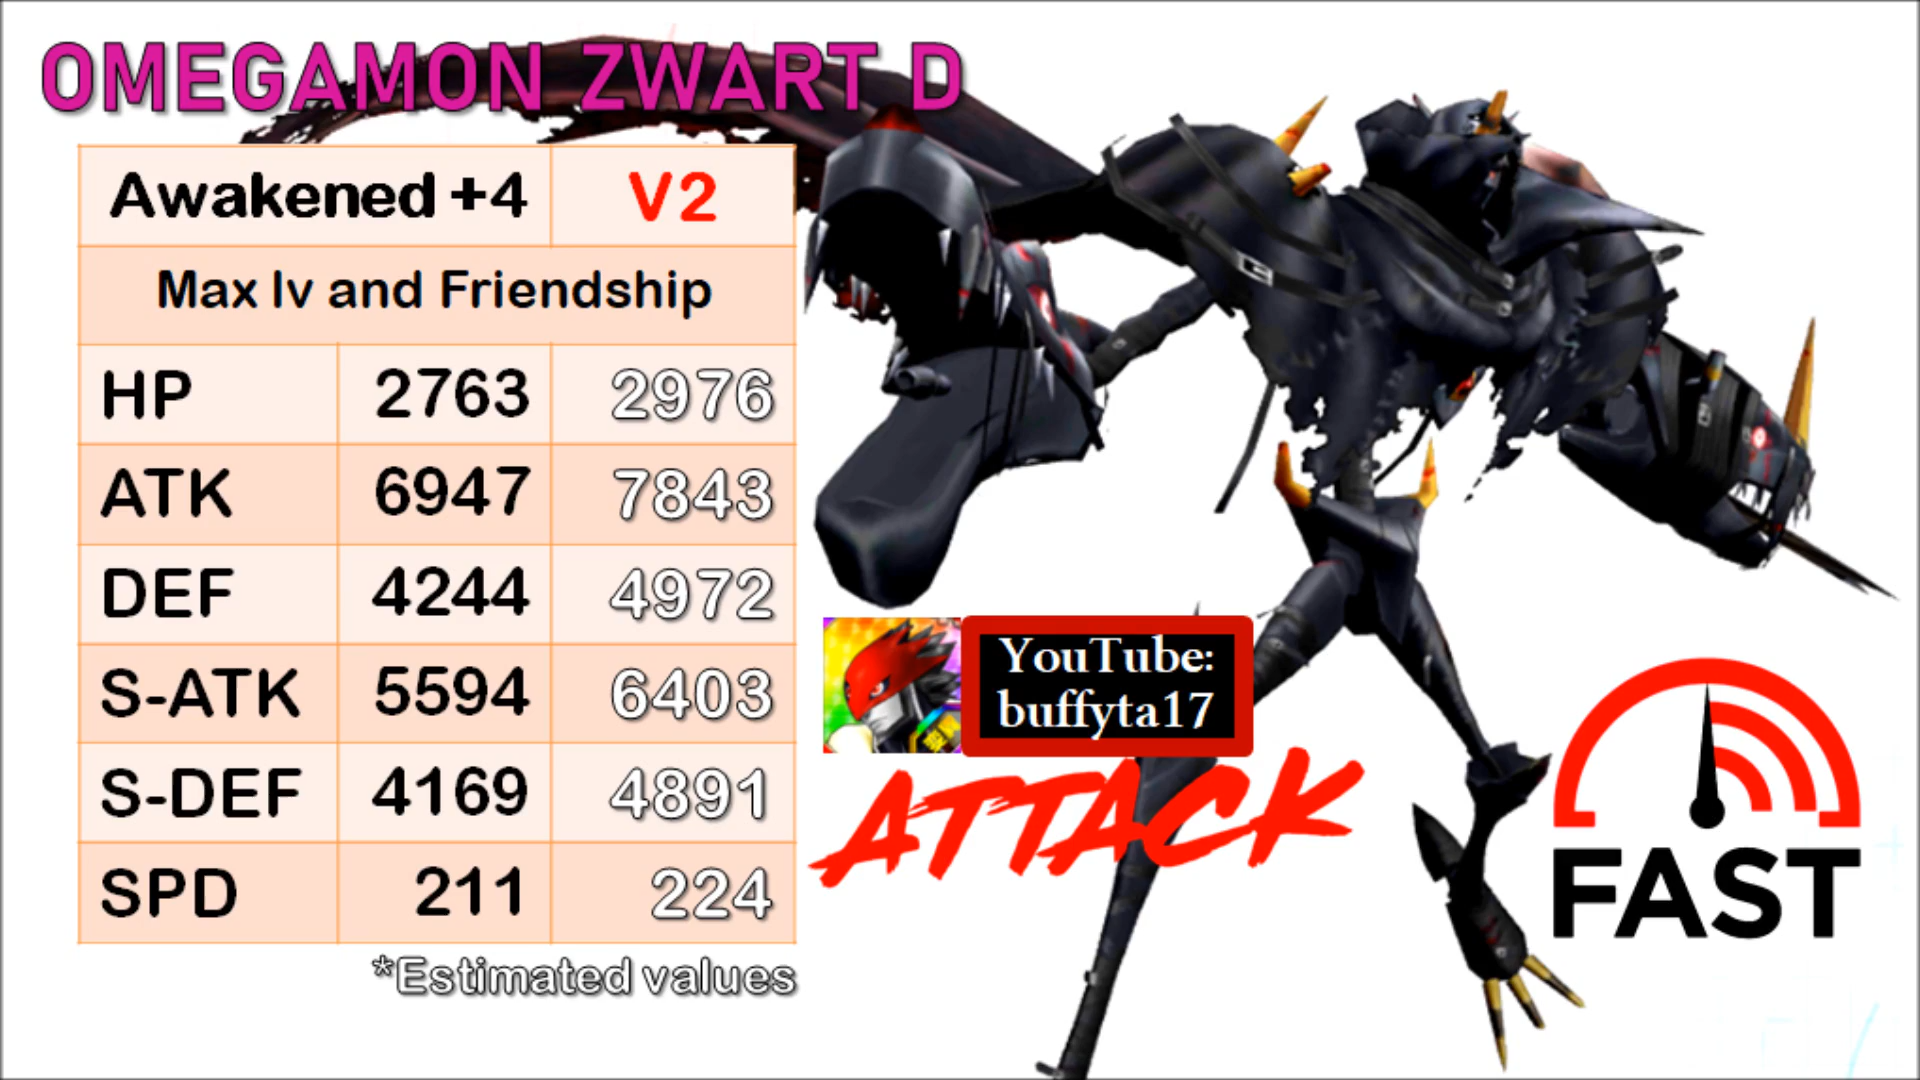 OMEGAMON ZWART D
Awakened +4 V2
Max lv and Friendship
HP 2763 2976
ATK 6947 7843
DEF 4244 4972
S-ATK 5594 6403
S-DEF 4169 4891
SPD 211 224
*Estimated values
YouTube:
buffyta17
ATTACK
FAST